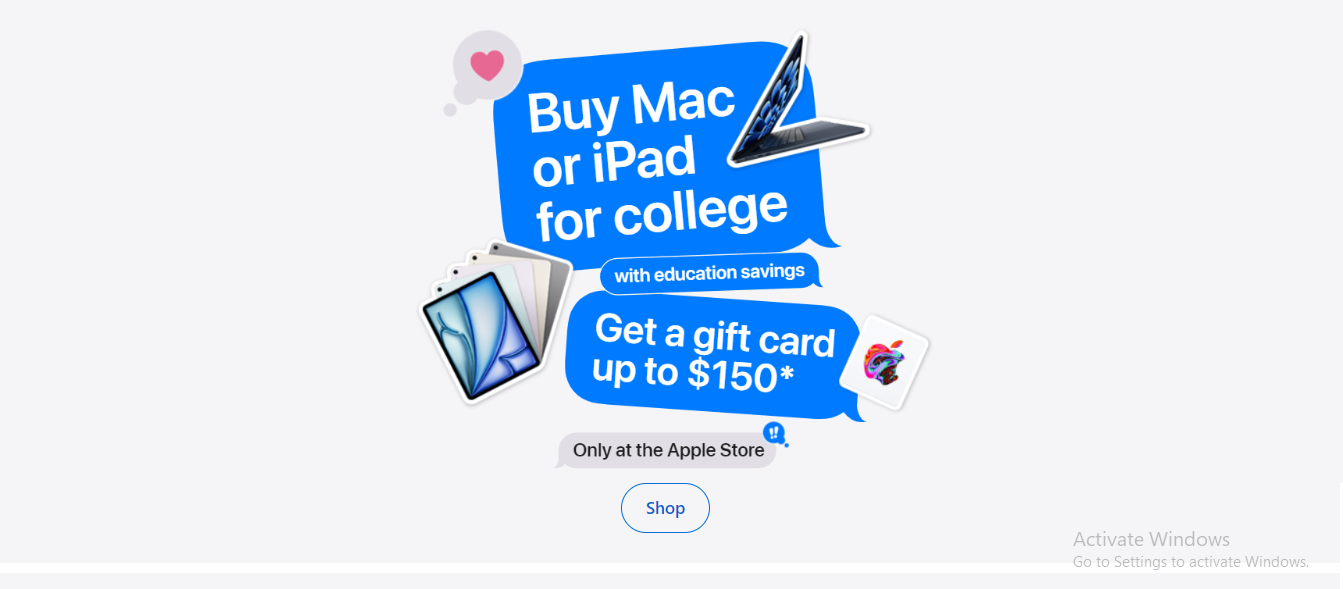 Buy Mac
or iPad
for college
with education savings
Get a gift card
up to $150*
!!
Only at the Apple Store
Shop
Activate Windows
Go to Settings to activate Windows.